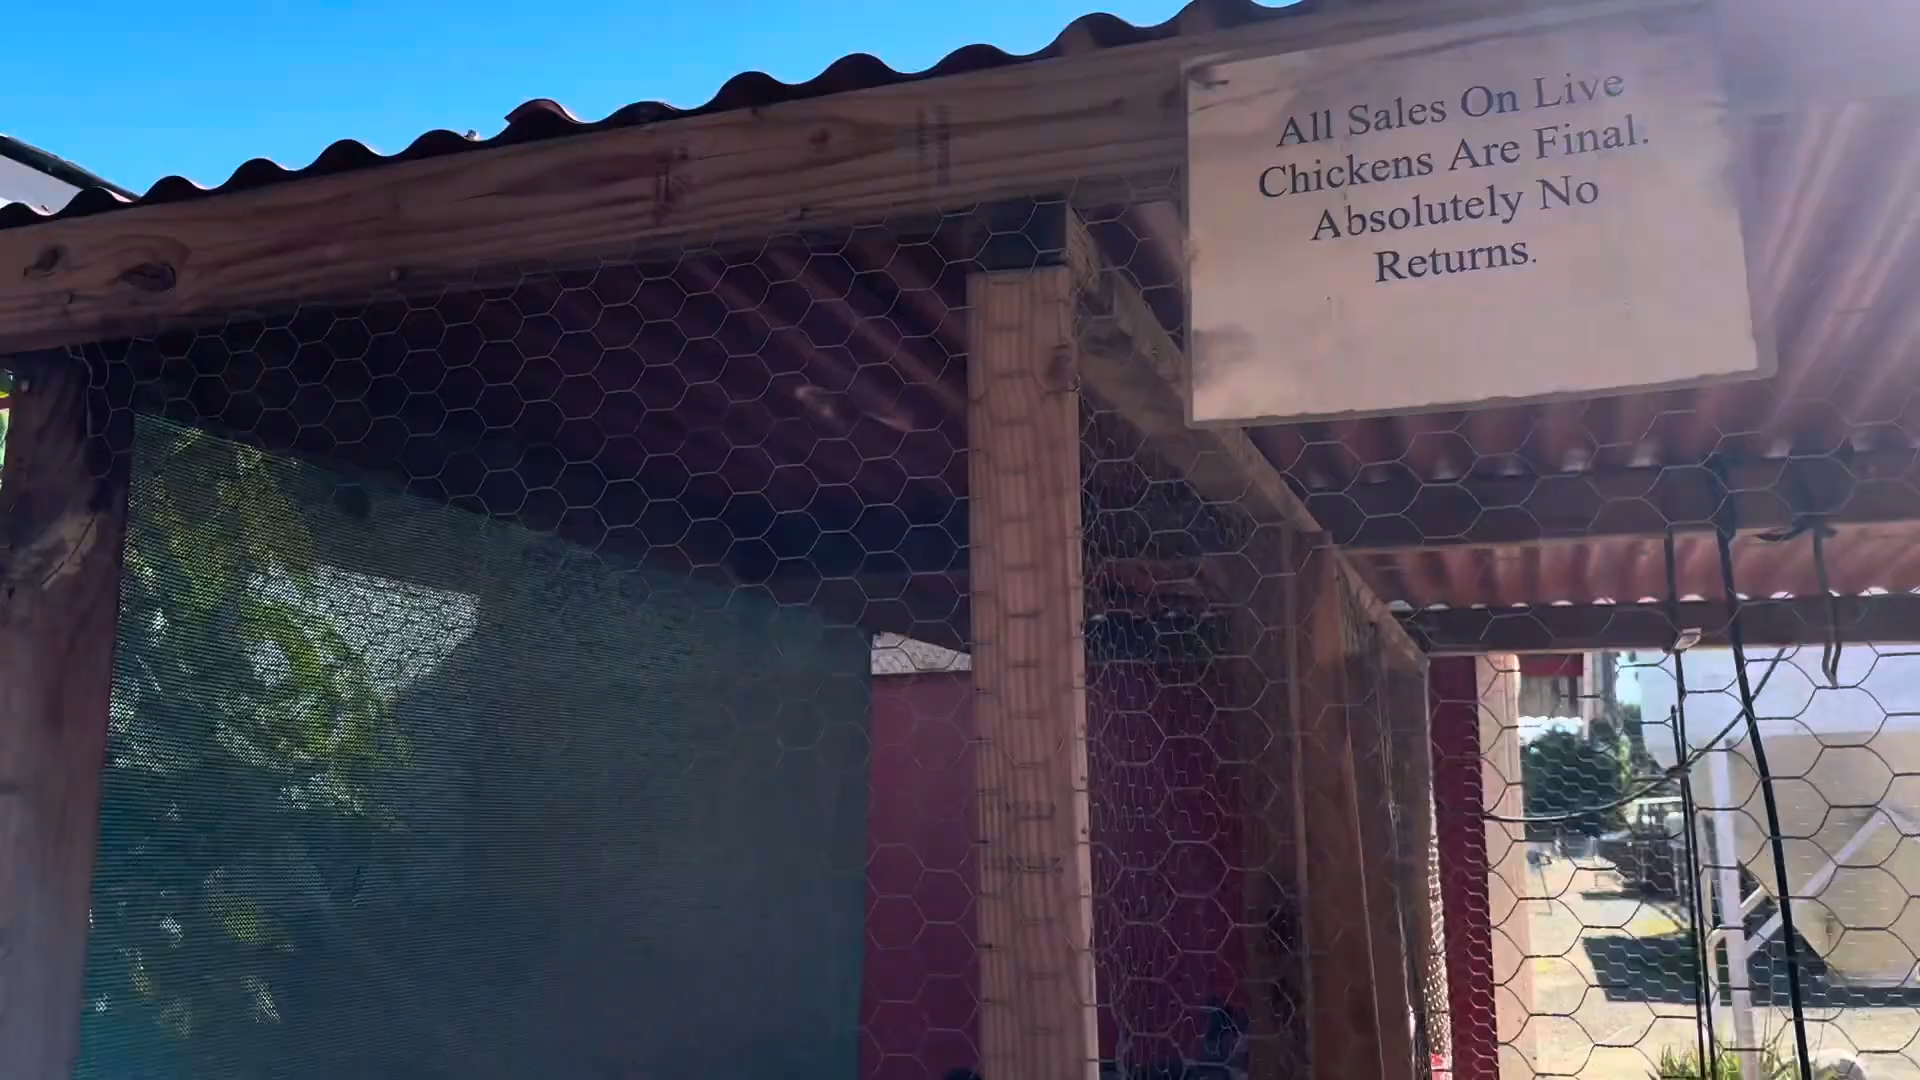 All Sales On Live
Chickens Are Final.
Absolutely No
Returns.